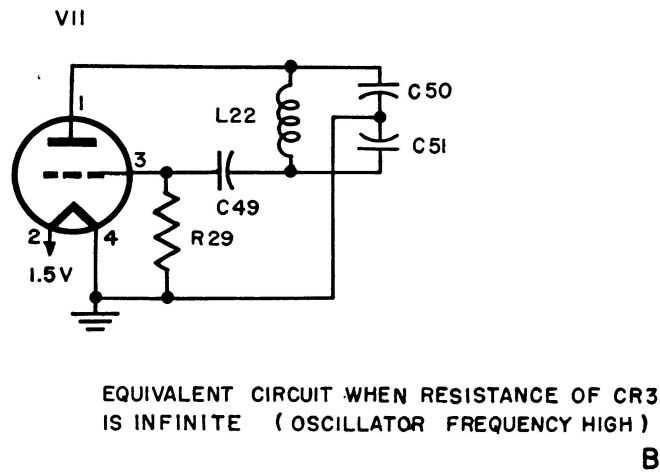 V11
1
C50
L22
C51
3
C49
2
4
R29
1.5V
EQUIVALENT CIRCUIT WHEN RESISTANCE OF CR3
IS INFINITE (OSCILLATOR FREQUENCY HIGH)
B